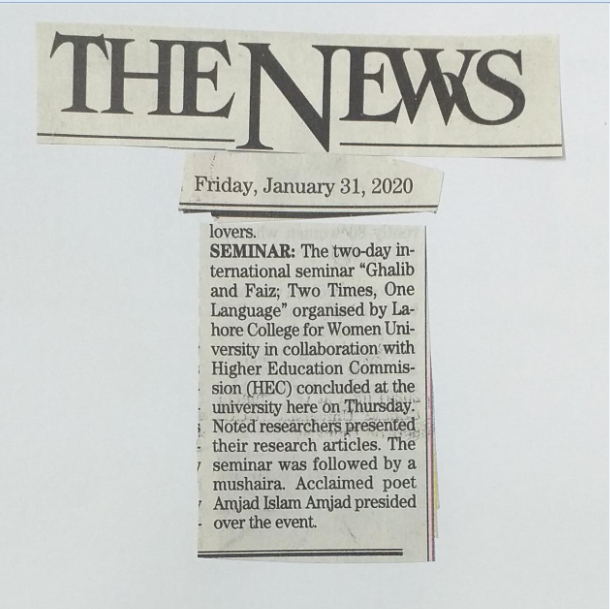 THE NEWS
Friday, January 31, 2020
lovers.
SEMINAR: The two-day in-
ternational seminar "Ghalib
and Faiz; Two Times, One
Language" organised by La-
hore College for Women Uni-
versity in collaboration with
Higher Education Commis-
sion (HEC) concluded at the
university here on Thursday.
Noted researchers presented
their research articles. The
seminar was followed by a
mushaira. Acclaimed poet
Amjad Islam Amjad presided
over the event.